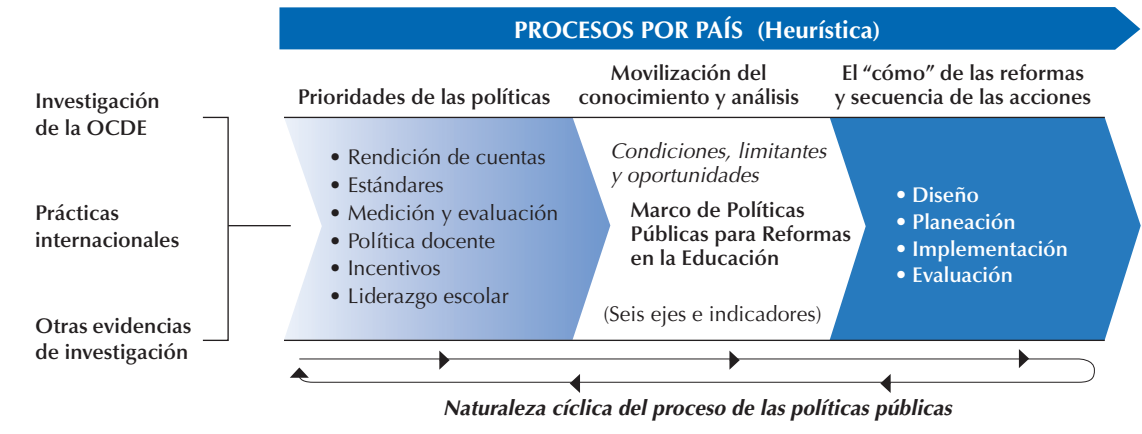 PROCESOS POR PAÍS (Heurística)
Investigación
de la OCDE
Prácticas
internacionales
Otras evidencias
de investigación
Prioridades de las políticas
• Rendición de cuentas
• Estándares
• Medición y evaluación
• Política docente
• Incentivos
• Liderazgo escolar
Movilización del
conocimiento y análisis
Condiciones, limitantes
y oportunidades
Marco de Políticas
Públicas para Reformas
en la Educación
(Seis ejes e indicadores)
El “cómo” de las reformas
y secuencia de las acciones
• Diseño
• Planeación
• Implementación
• Evaluación
Naturaleza cíclica del proceso de las políticas públicas